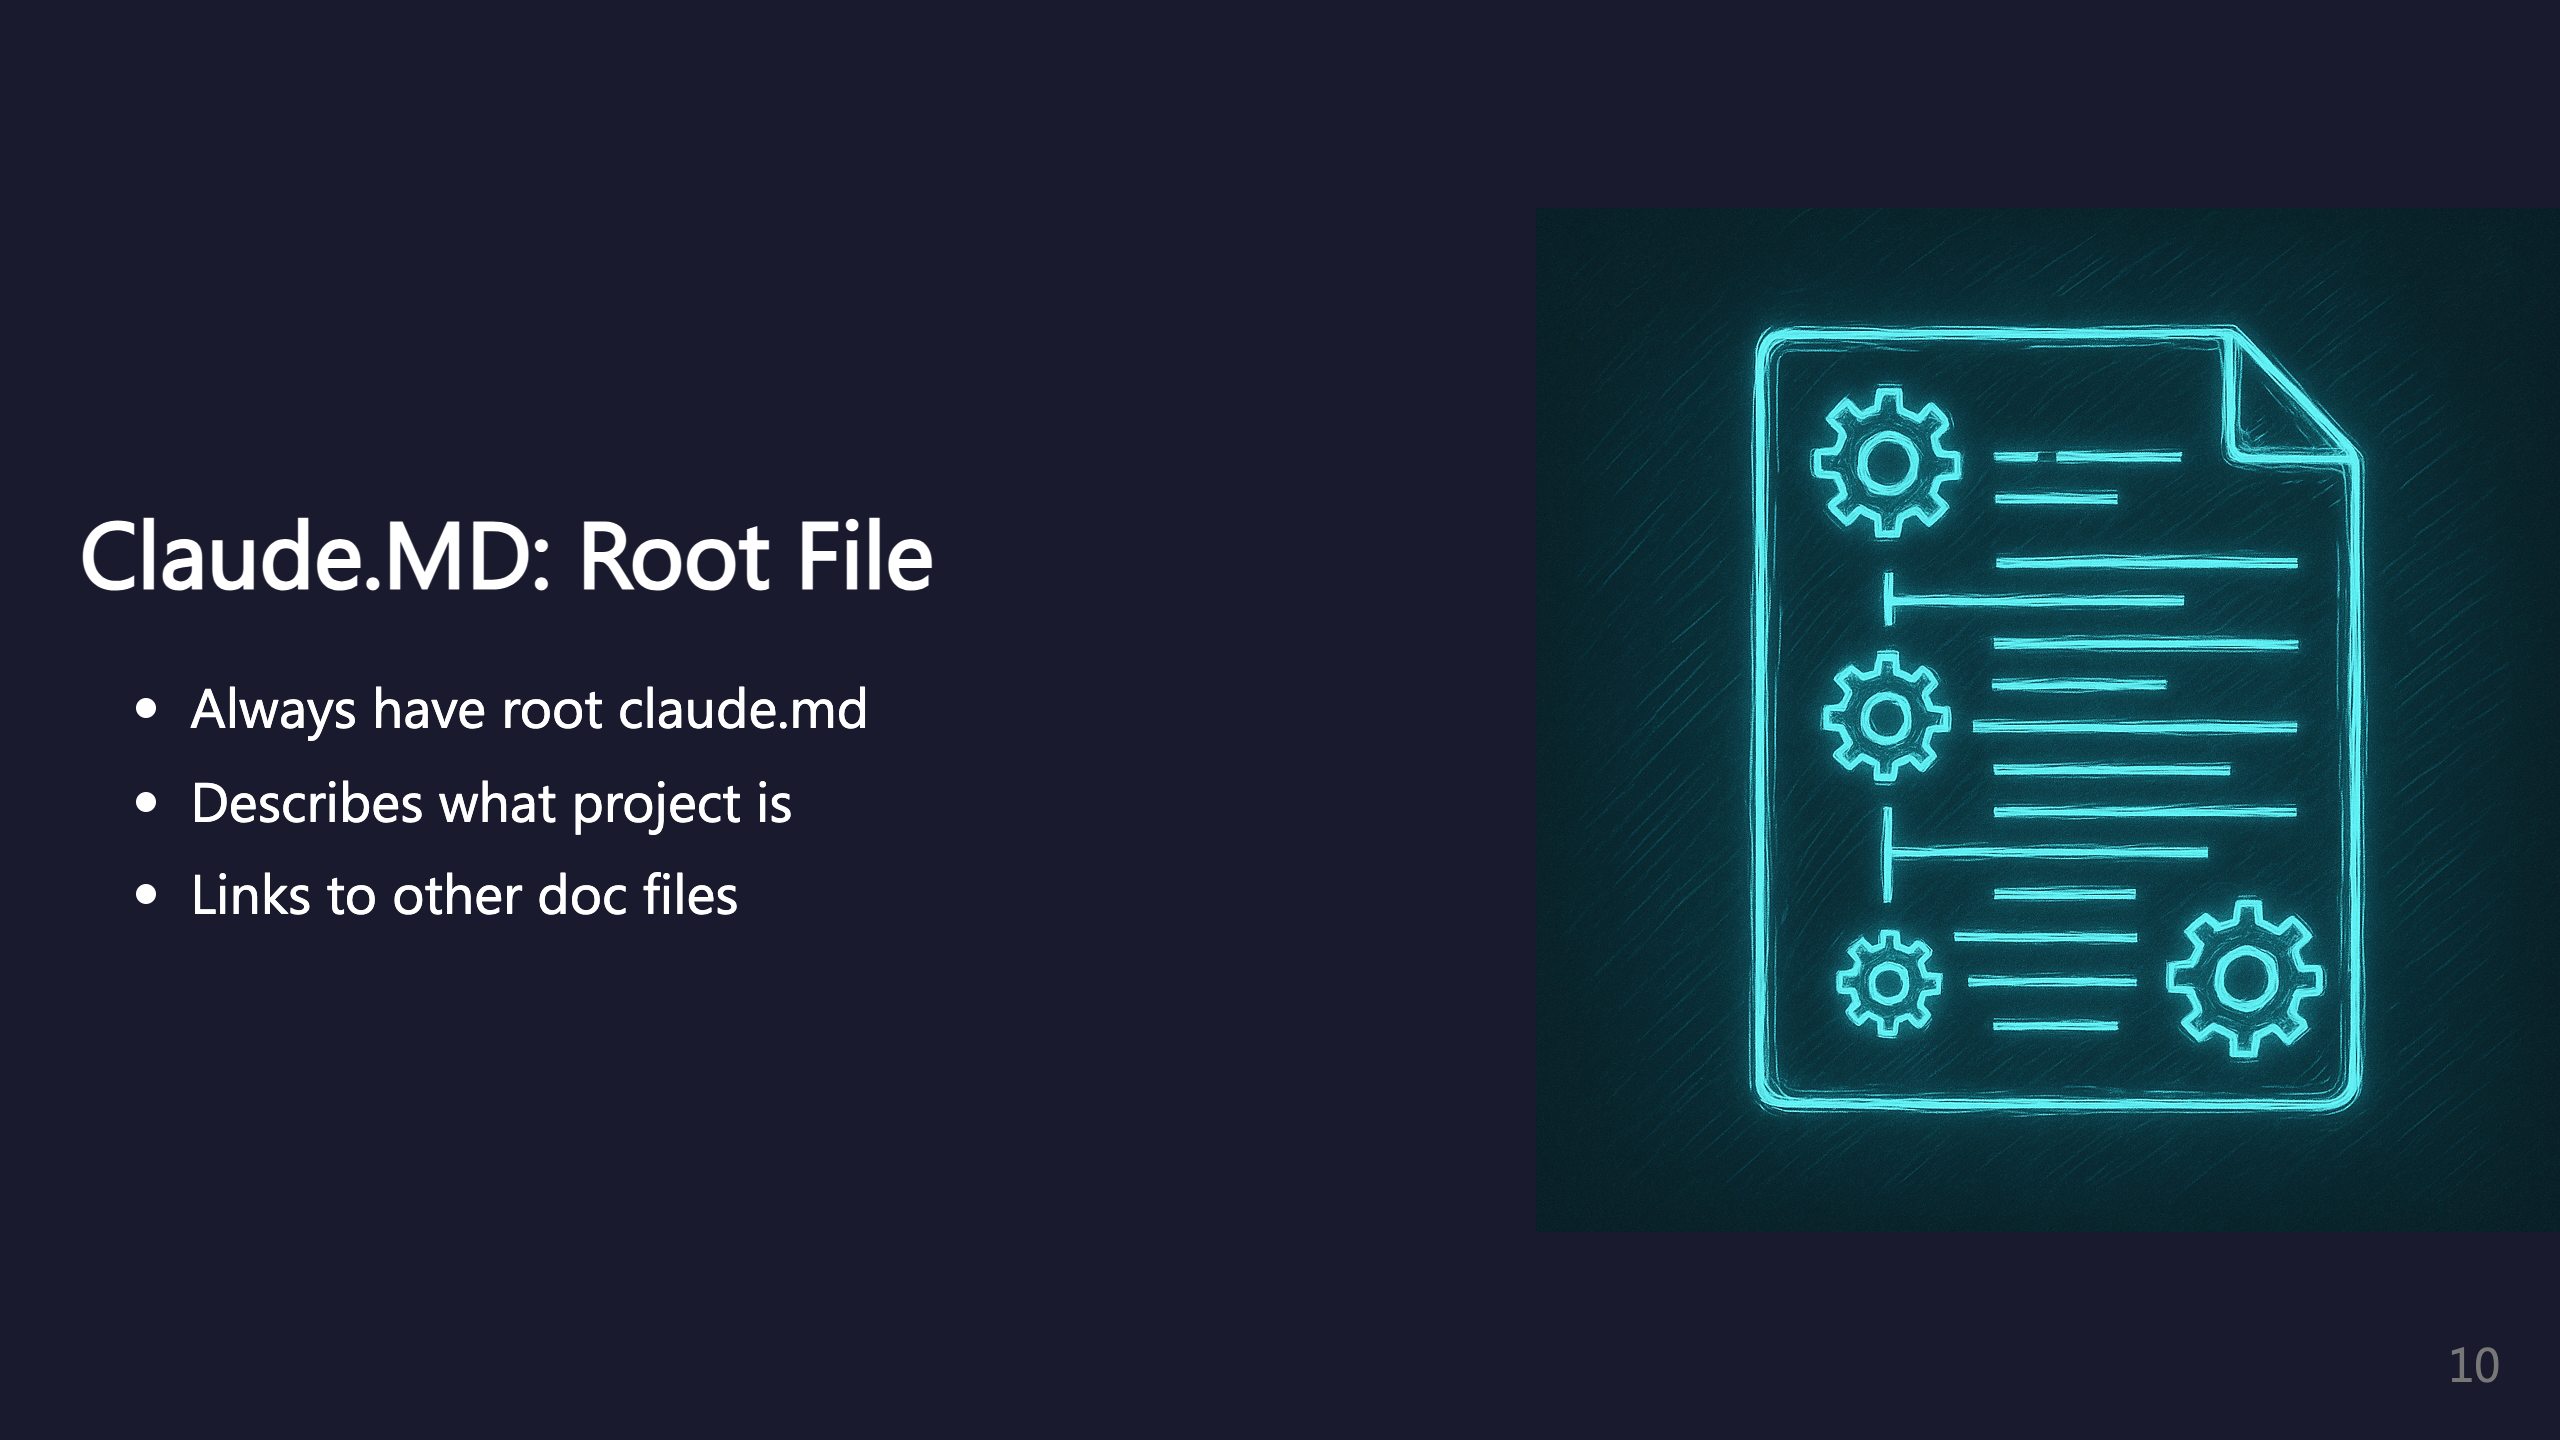 Claude.MD: Root File
• Always have root claude.md
• Describes what project is
• Links to other doc files
10